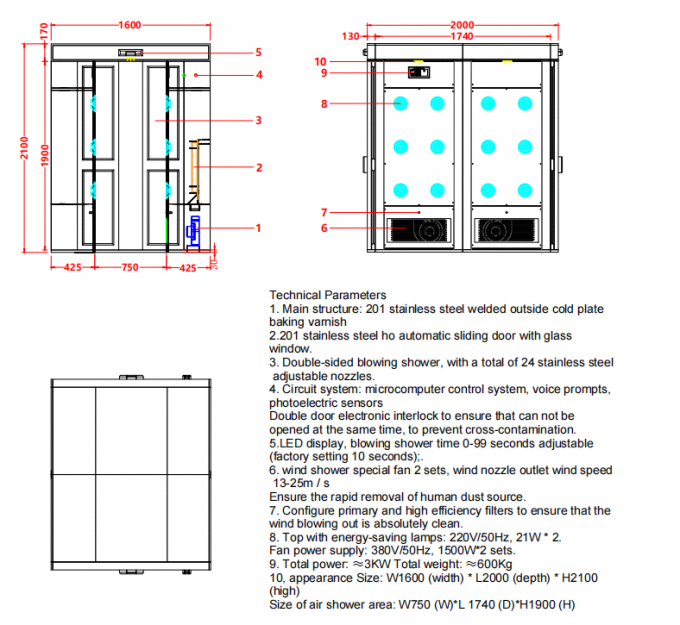 1600
170
2100
1900
425
750
425
30
5
4
3
2
1
2000
130
1740
10
9
8
7
6
Technical Parameters
1. Main structure: 201 stainless steel welded outside cold plate
baking varnish
2.201 stainless steel ho automatic sliding door with glass
window.
3. Double-sided blowing shower, with a total of 24 stainless steel
adjustable nozzles.
4. Circuit system: microcomputer control system, voice prompts,
photoelectric sensors
Double door electronic interlock to ensure that can not be
opened at the same time, to prevent cross-contamination.
5.LED display, blowing shower time 0-99 seconds adjustable
(factory setting 10 seconds);.
6. wind shower special fan 2 sets, wind nozzle outlet wind speed
13-25m / s
Ensure the rapid removal of human dust source.
7. Configure primary and high efficiency filters to ensure that the
wind blowing out is absolutely clean.
8. Top with energy-saving lamps: 220V/50Hz, 21W * 2.
Fan power supply: 380V/50Hz, 1500W*2 sets.
9. Total power: ≈3KW Total weight: ≈600Kg
10, appearance Size: W1600 (width) * L2000 (depth) * H2100
(high)
Size of air shower area: W750 (W)*L 1740 (D)*H1900 (H)